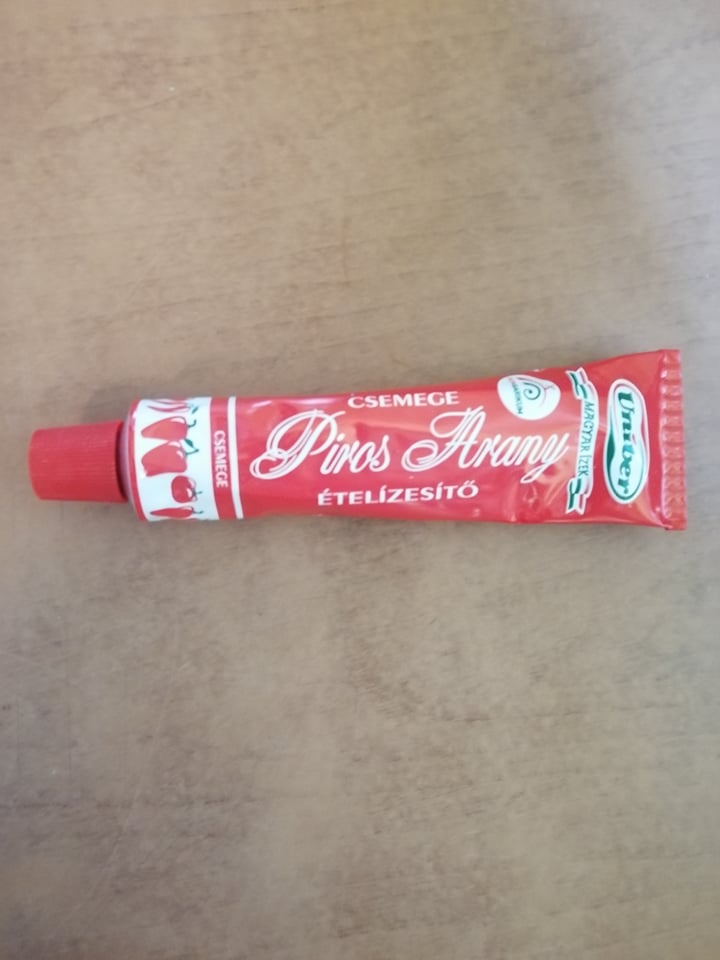 CSEMEGE
CSEMEGE
Piros Arany
ÉTELÍZESÍTŐ
MAGYAR ÍZEK
Univer